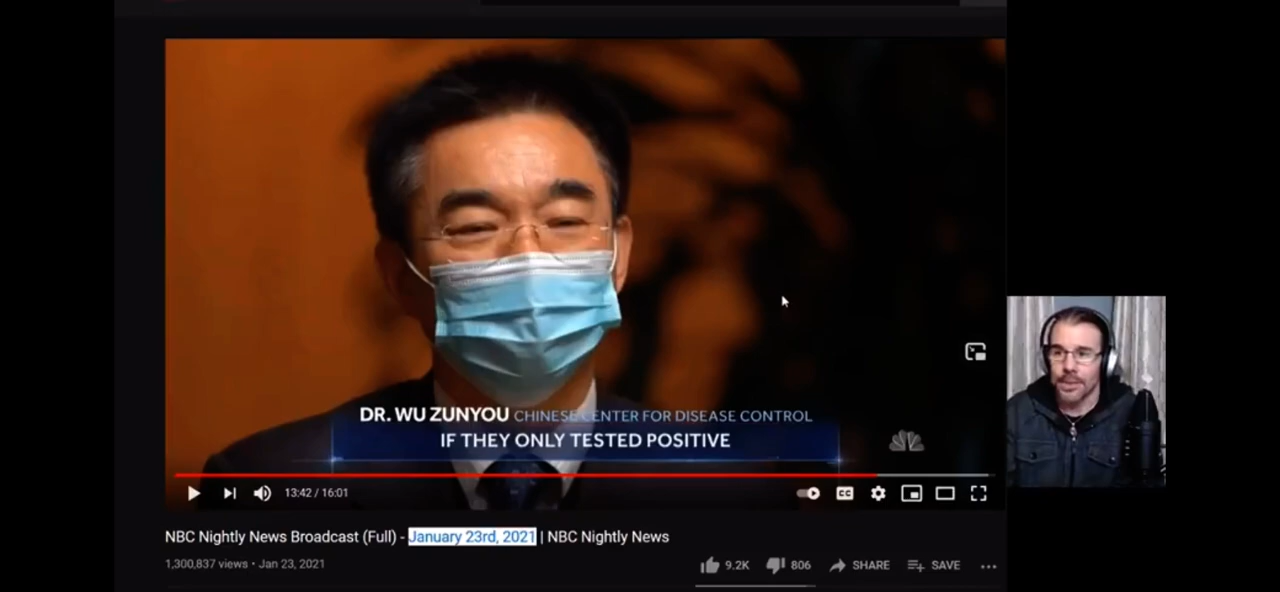 DR. WU ZUNYOU CHINESE CENTER FOR DISEASE CONTROL
IF THEY ONLY TESTED POSITIVE
13:42 / 16:01
CC
NBC Nightly News Broadcast (Full) - January 23rd, 2021 | NBC Nightly News
1,300,837 views • Jan 23, 2021
9.2K 806 SHARE SAVE